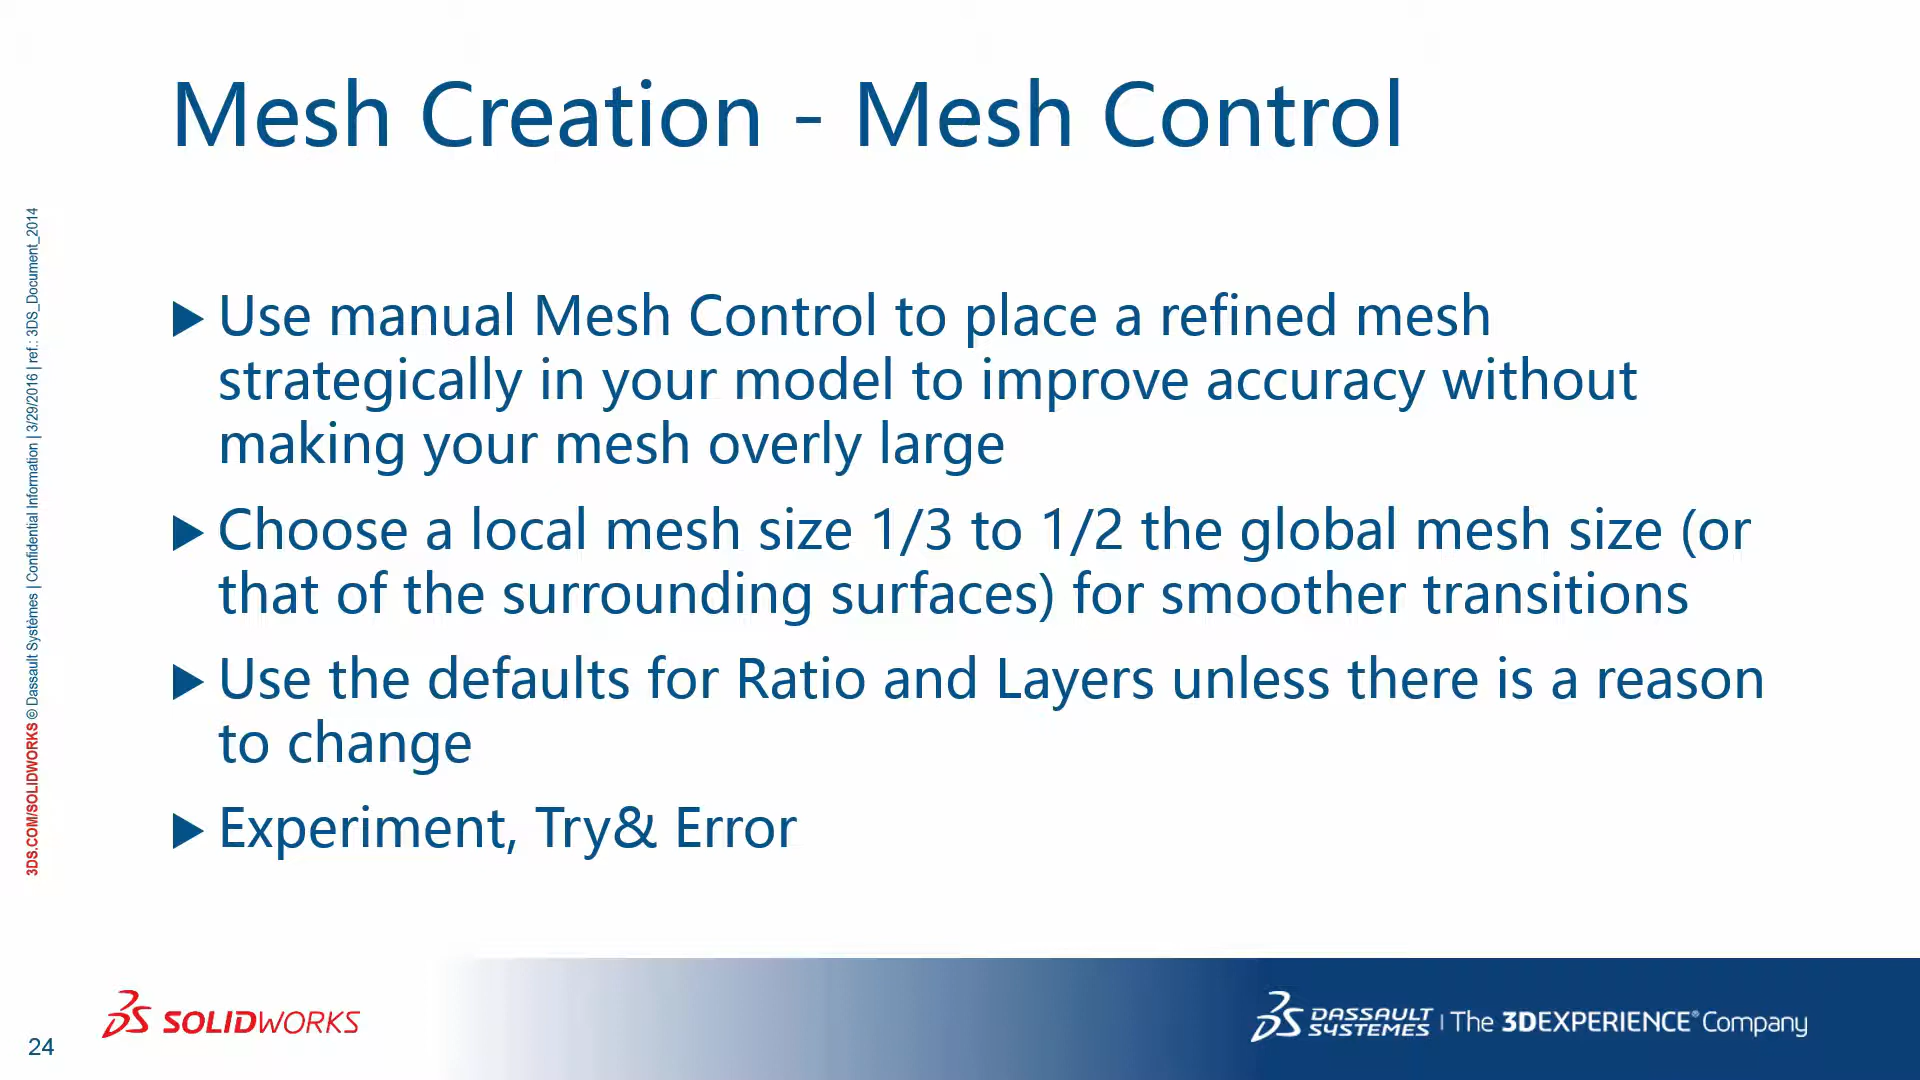 Mesh Creation - Mesh Control
▶ Use manual Mesh Control to place a refined mesh
strategically in your model to improve accuracy without
making your mesh overly large
▶ Choose a local mesh size 1/3 to 1/2 the global mesh size (or
that of the surrounding surfaces) for smoother transitions
▶ Use the defaults for Ratio and Layers unless there is a reason
to change
▶ Experiment, Try& Error
3DS.COM/SOLIDWORKS © Dassault Systèmes | Confidential Information | 3/29/2016 | ref.: 3DS_Document_2014
24
SOLIDWORKS
DASSAULT
SYSTEMES | The 3DEXPERIENCE® Company